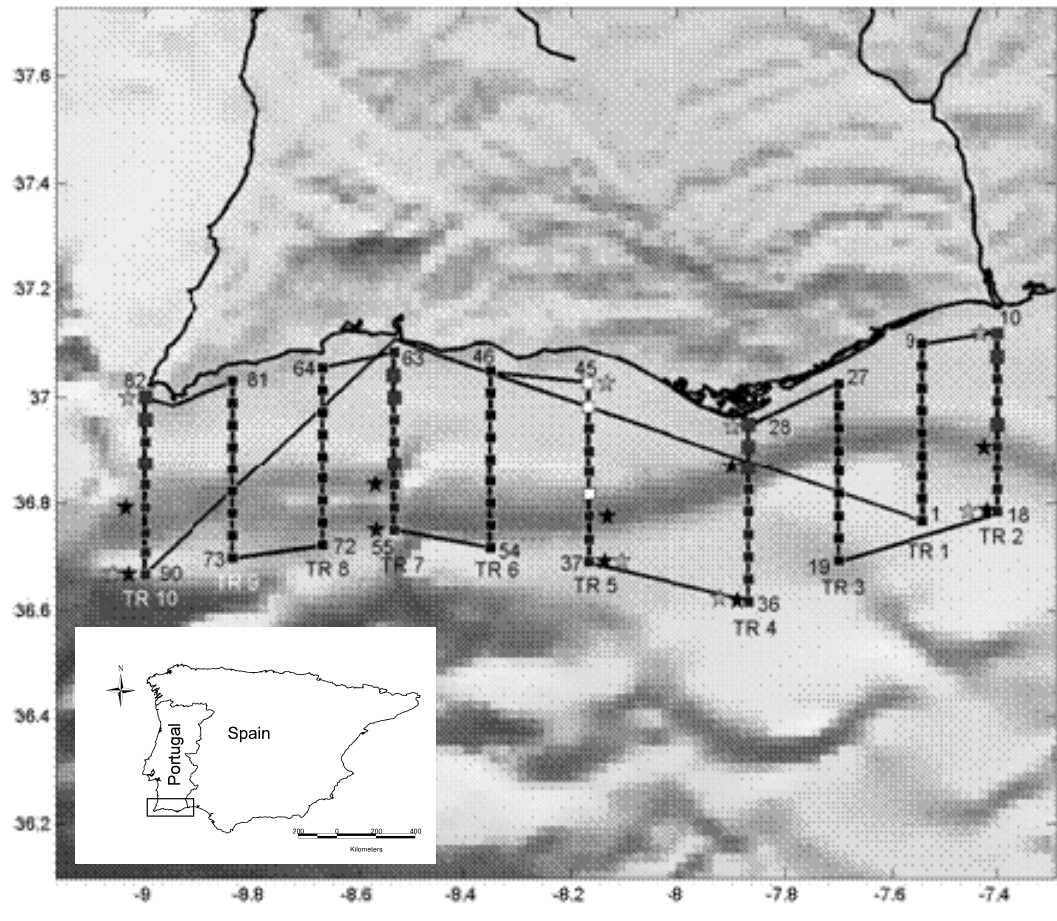 37.6
37.4
37.2
37
36.8
36.6
36.4
36.2
10
9
82
81
64
63
46
45
27
28
1
18
90
73
72
55
54
37
19
36
TR 10
TR 9
TR 8
TR 7
TR 6
TR 5
TR 4
TR 3
TR 1
TR 2
N
Portugal
Spain
200
0
200
400
Kilometers
-9
-8.8
-8.6
-8.4
-8.2
-8
-7.8
-7.6
-7.4